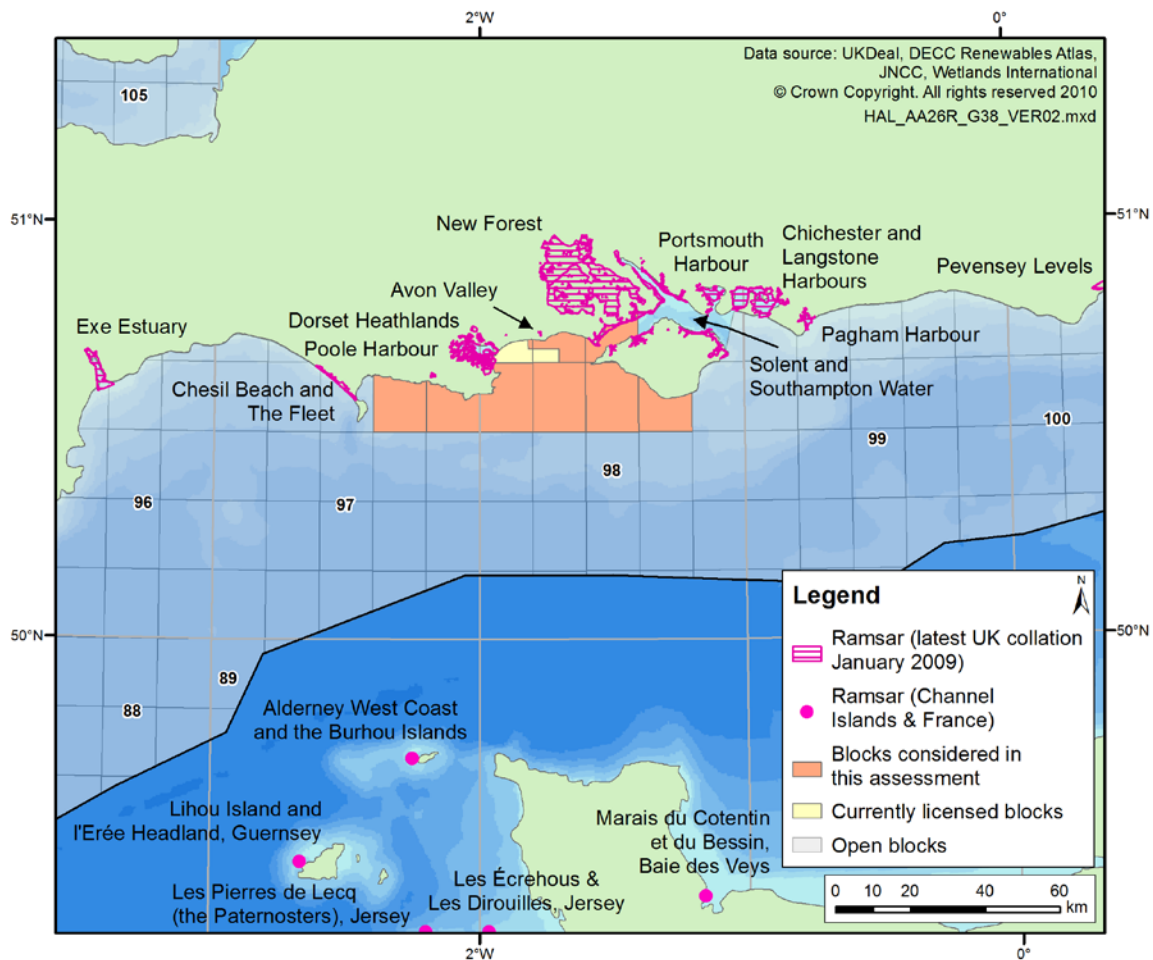 2°W
0°
Data source: UKDeal, DECC Renewables Atlas,
JNCC, Wetlands International
© Crown Copyright. All rights reserved 2010
HAL_AA26R_G38_VER02.mxd
105
51°N
51°N
New Forest
Portsmouth
Harbour
Chichester and
Langstone
Harbours
Pevensey Levels
Avon Valley
Exe Estuary
Dorset Heathlands
Poole Harbour
Pagham Harbour
Solent and
Southampton Water
Chesil Beach and
The Fleet
100
99
98
96
97
50°N
50°N
89
88
Legend
N
Ramsar (latest UK collation
January 2009)
Ramsar (Channel
Islands & France)
Blocks considered in
this assessment
Currently licensed blocks
Open blocks
0 10 20 40 60
km
Alderney West Coast
and the Burhou Islands
Lihou Island and
l'Erée Headland, Guernsey
Marais du Cotentin
et du Bessin,
Baie des Veys
Les Pierres de Lecq
(the Paternosters), Jersey
Les Écrehous &
Les Dirouilles, Jersey
2°W
0°